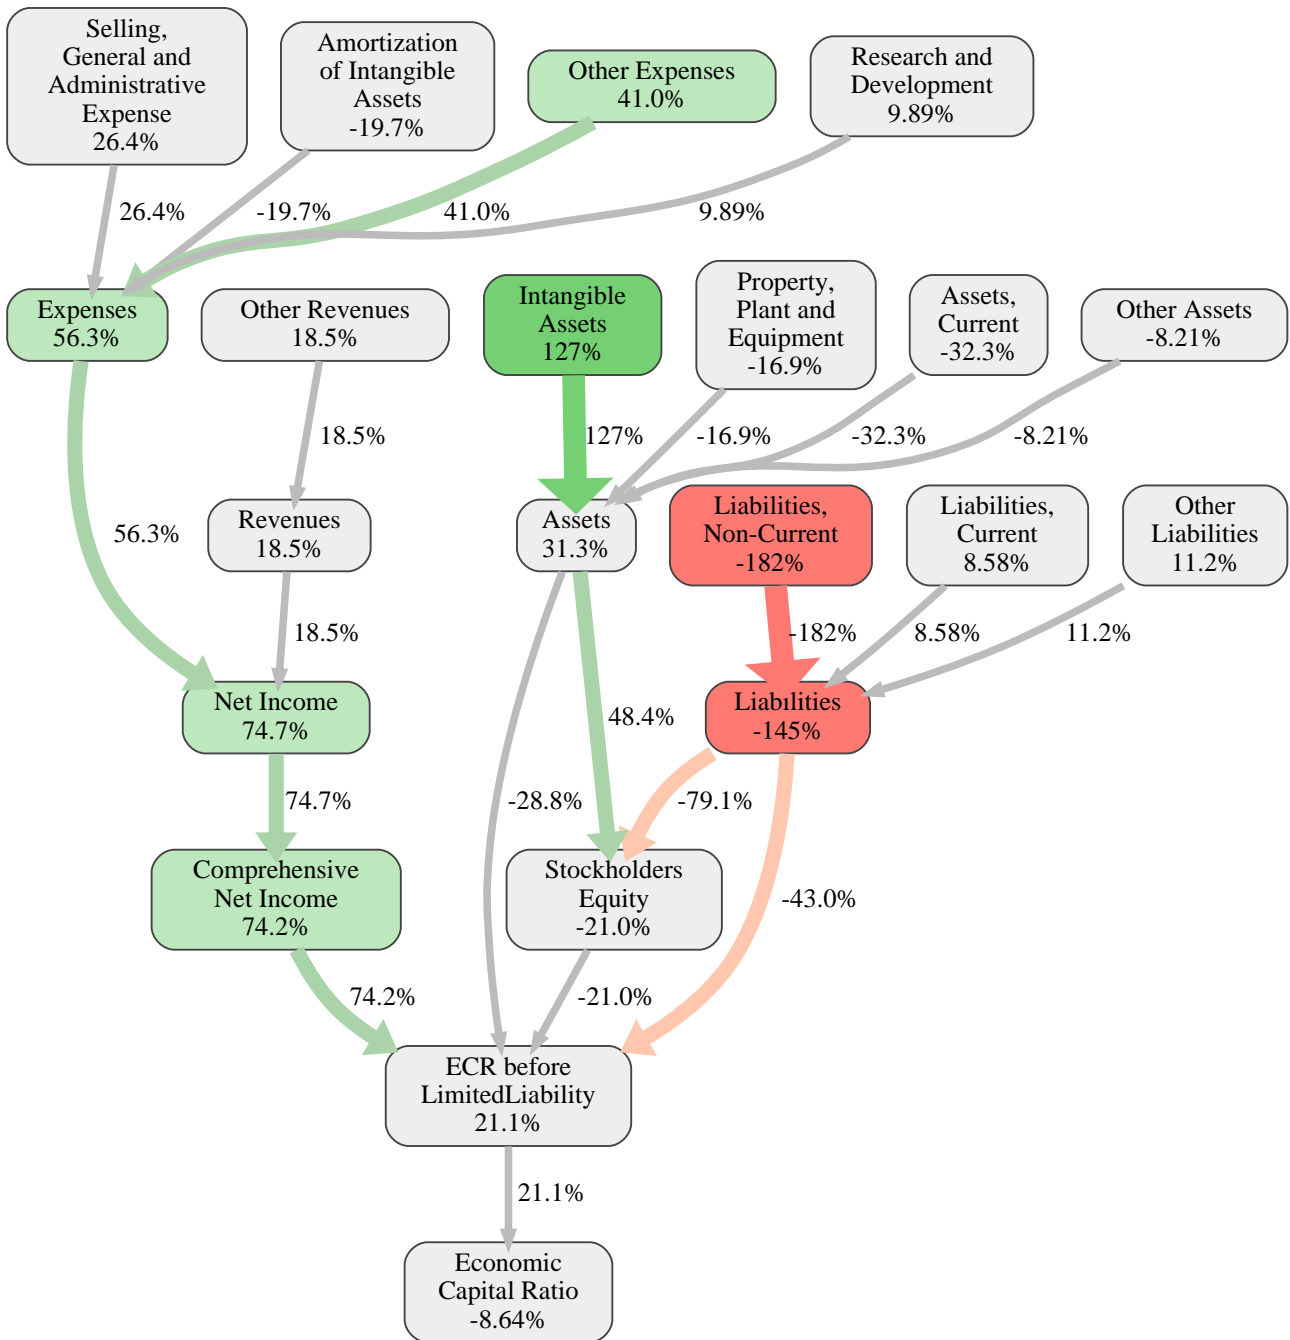 Selling,
General and
Administrative
Expense
26.4%
Amortization
of Intangible
Assets
-19.7%
Other Expenses
41.0%
Research and
Development
9.89%
26.4%
-19.7%
41.0%
9.89%
Expenses
56.3%
Other Revenues
18.5%
Intangible
Assets
127%
Property,
Plant and
Equipment
-16.9%
Assets,
Current
-32.3%
Other Assets
-8.21%
18.5%
127%
-16.9%
-32.3%
-8.21%
56.3%
Revenues
18.5%
Assets
31.3%
Liabilities,
Non-Current
-182%
Liabilities,
Current
8.58%
Other
Liabilities
11.2%
18.5%
-182%
8.58%
11.2%
Net Income
74.7%
48.4%
Liabilities
-145%
74.7%
-28.8%
-79.1%
Comprehensive
Net Income
74.2%
Stockholders
Equity
-21.0%
-43.0%
74.2%
-21.0%
ECR before
LimitedLiability
21.1%
21.1%
Economic
Capital Ratio
-8.64%